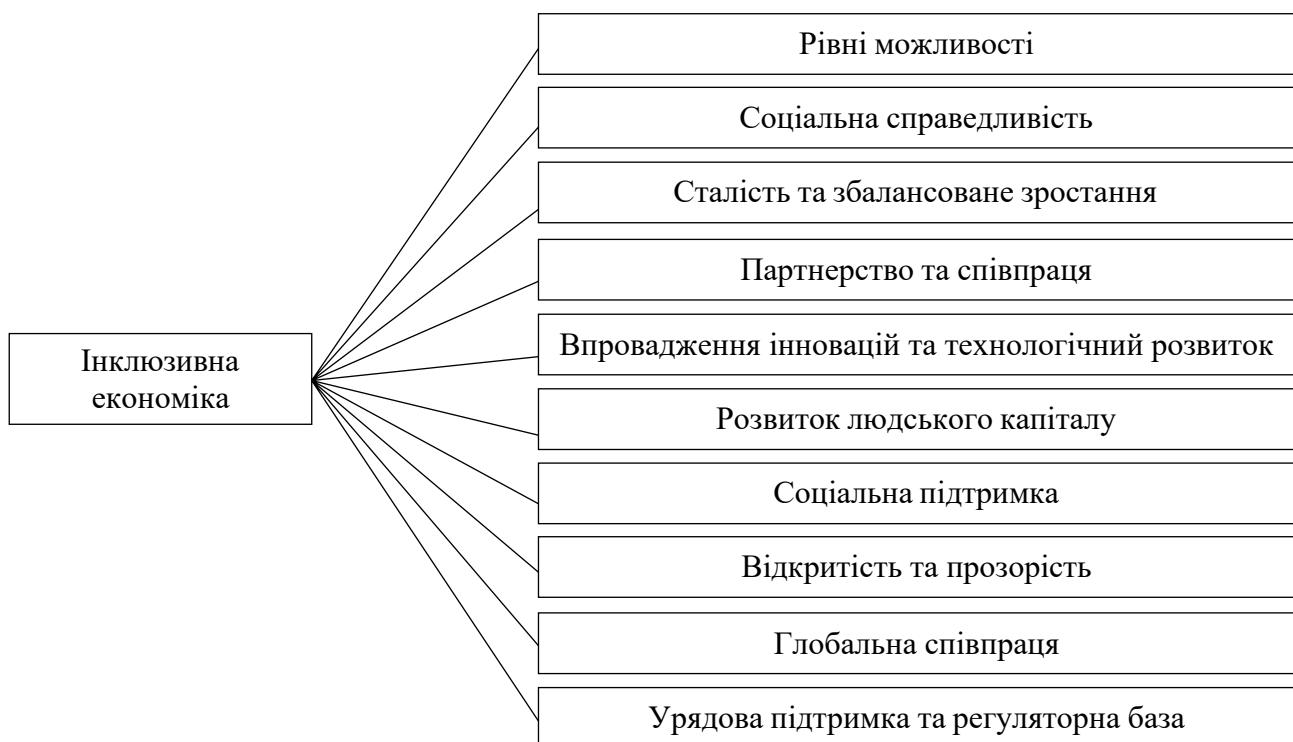 Рівні можливості
Соціальна справедливість
Сталість та збалансоване зростання
Партнерство та співпраця
Інклюзивна
економіка
Впровадження інновацій та технологічний розвиток
Розвиток людського капіталу
Соціальна підтримка
Відкритість та прозорість
Глобальна співпраця
Урядова підтримка та регуляторна база